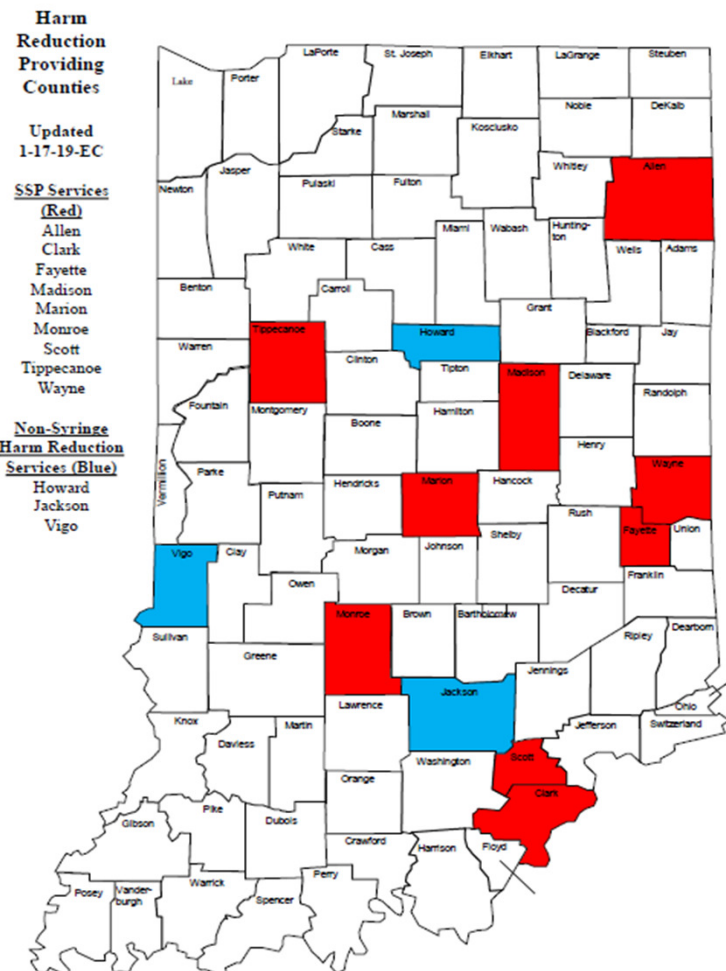 Harm
Reduction
Providing
Counties
Updated
1-17-19-EC
SSP Services
(Red)
Allen
Clark
Fayette
Madison
Marion
Monroe
Scott
Tippecanoe
Wayne
Non-Syringe
Harm Reduction
Services (Blue)
Howard
Jackson
Vigo
Lake
Porter
LaPorte
St. Joseph
Elkhart
LaGrange
Steuben
Noble
DeKalb
Starke
Marshall
Kosciusko
Whitley
Allen
Newton
Jasper
Pulaski
Fulton
Miami
Wabash
Hunting-
ton
Wells
Adams
White
Cass
Benton
Carroll
Grant
Blackford
Jay
Tippecanoe
Howard
Warren
Clinton
Tipton
Madison
Delaware
Randolph
Fountain
Montgomery
Boone
Hamilton
Henry
Vermillion
Parke
Putnam
Hendricks
Marion
Hancock
Wayne
Rush
Fayette
Union
Shelby
Vigo
Clay
Morgan
Johnson
Franklin
Owen
Decatur
Monroe
Brown
Bartholomew
Ripley
Dearborn
Sullivan
Greene
Jackson
Jennings
Ohio
Lawrence
Knox
Daviess
Martin
Jefferson
Switzerland
Washington
Scott
Orange
Clark
Gibson
Pike
Dubois
Crawford
Harrison
Floyd
Posey
Vander-
burgh
Warrick
Spencer
Perry